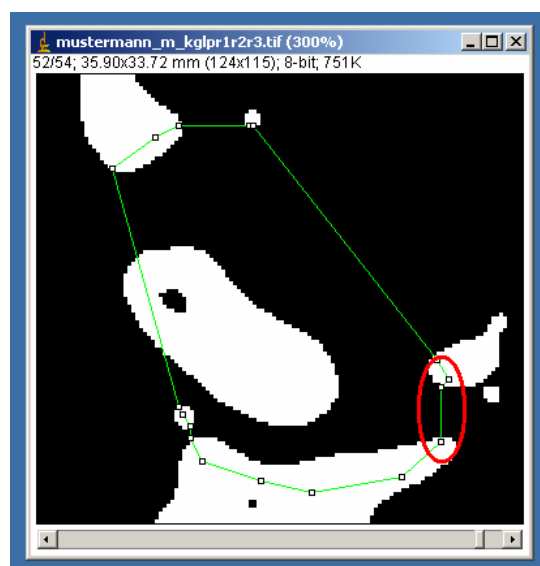 mustermann_m_kglpr1r2r3.tif (300%)
52/54; 35.90x33.72 mm (124x115); 8-bit; 751K